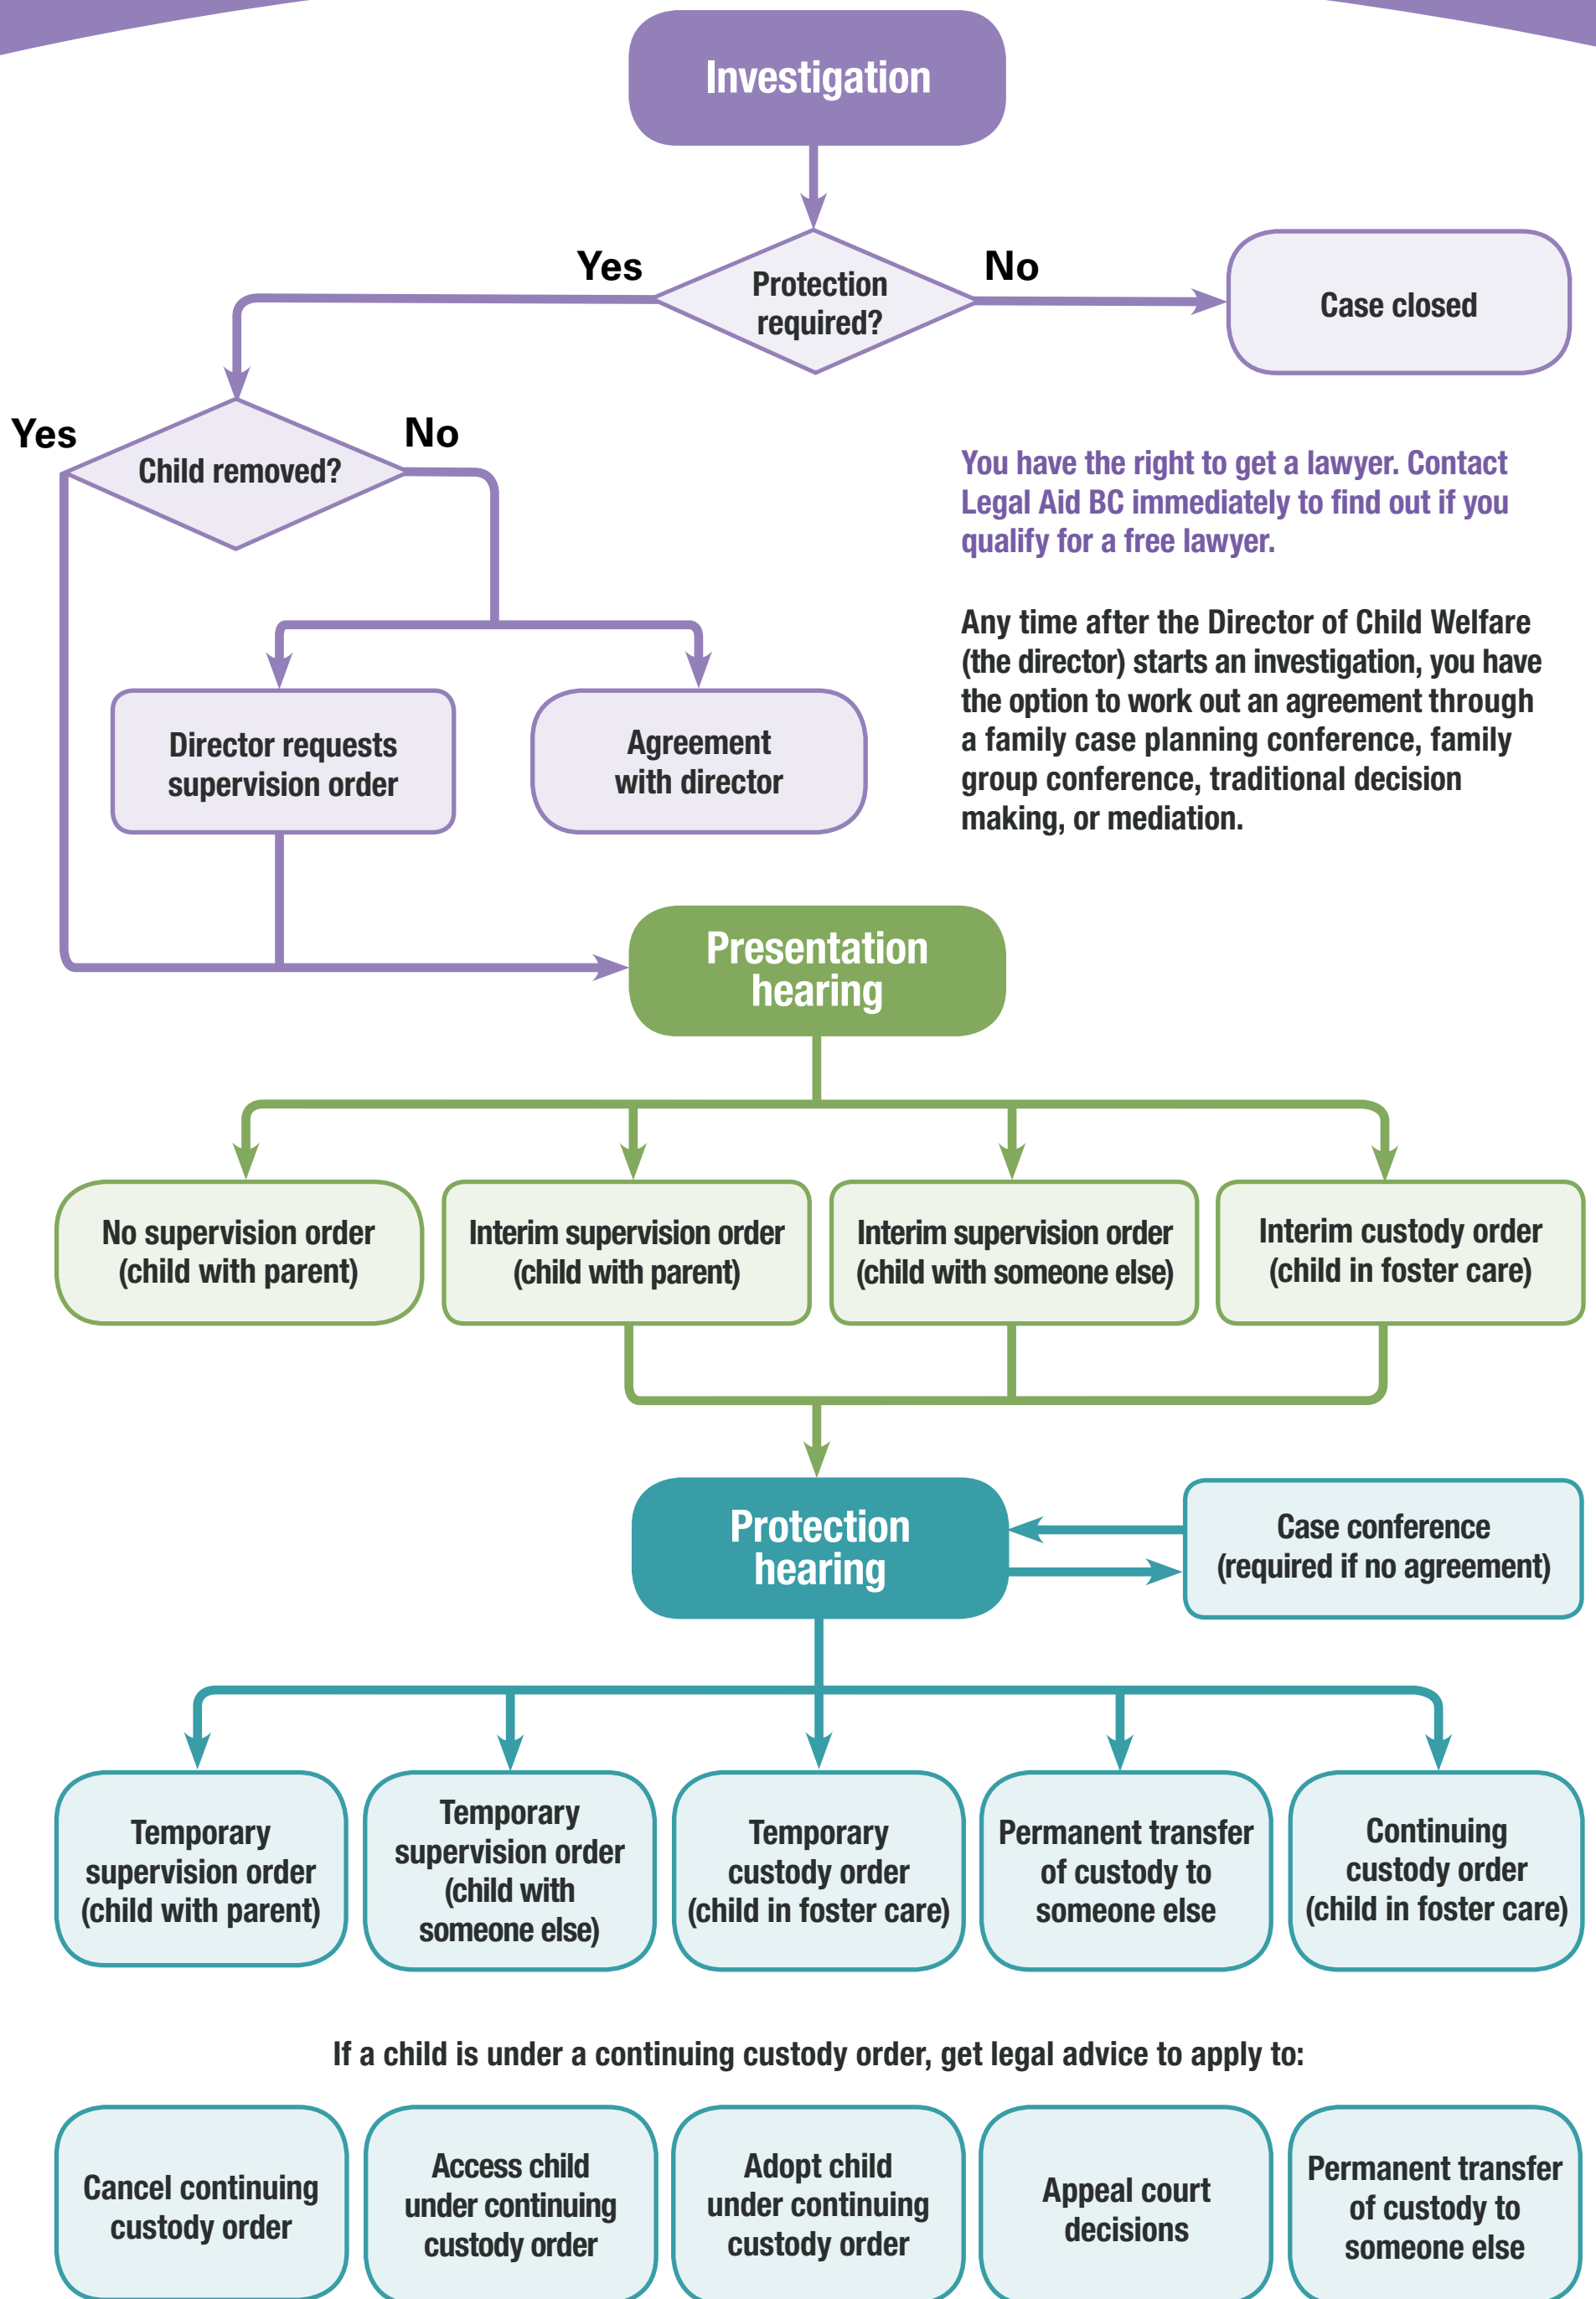 Investigation
Yes
No
Protection
required?
Case closed
Yes
No
Child removed?
You have the right to get a lawyer. Contact
Legal Aid BC immediately to find out if you
qualify for a free lawyer.
Any time after the Director of Child Welfare
(the director) starts an investigation, you have
the option to work out an agreement through
a family case planning conference, family
group conference, traditional decision
making, or mediation.
Director requests
supervision order
Agreement
with director
Presentation
hearing
No supervision order
(child with parent)
Interim supervision order
(child with parent)
Interim supervision order
(child with someone else)
Interim custody order
(child in foster care)
Protection
hearing
Case conference
(required if no agreement)
Temporary
supervision order
(child with parent)
Temporary
supervision order
(child with
someone else)
Temporary
custody order
(child in foster care)
Permanent transfer
of custody to
someone else
Continuing
custody order
(child in foster care)
If a child is under a continuing custody order, get legal advice to apply to:
Cancel continuing
custody order
Access child
under continuing
custody order
Adopt child
under continuing
custody order
Appeal court
decisions
Permanent transfer
of custody to
someone else